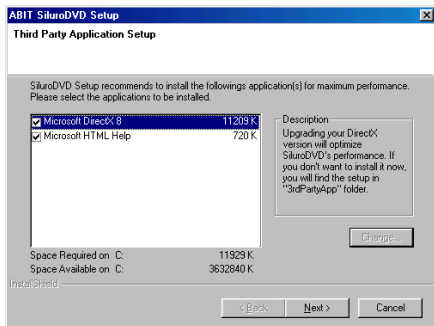 ABIT SiluroDVD Setup
Third Party Application Setup
SiluroDVD Setup recommends to install the followings application(s) for maximum performance.
Please select the applications to be installed.
Microsoft DirectX 8 11209 K
Microsoft HTML Help 720 K
Description
Upgrading your DirectX
version will optimize
SiluroDVD's performance. If
you don't want to install it now,
you will find the setup in
"3rdPartyApp" folder.
Change...
Space Required on C: 11929 K
Space Available on C: 3632840 K
InstallShield
< Back Next > Cancel